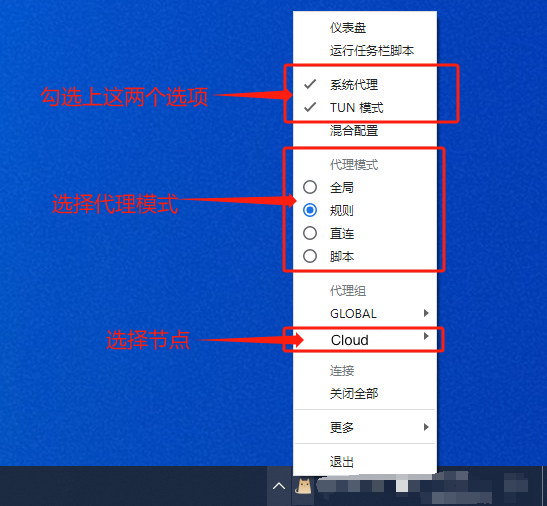 仪表盘
运行任务栏脚本
勾选上这两个选项
系统代理
TUN 模式
混合配置
代理模式
选择代理模式
全局
规则
直连
脚本
代理组
GLOBAL
选择节点
Cloud
连接
关闭全部
更多
退出